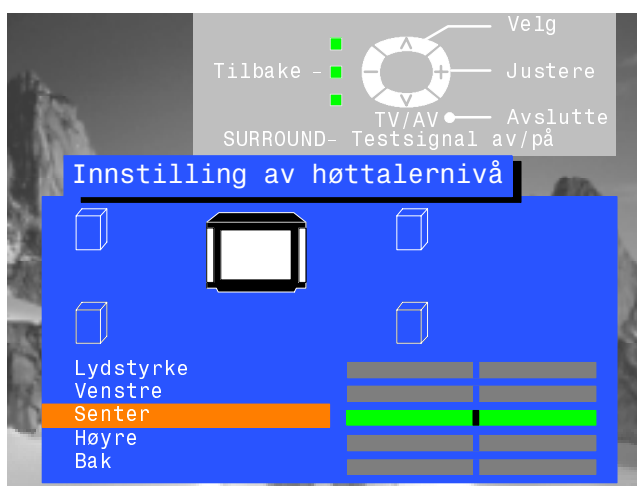 Velg
Tilbake – Justere
TV/AV Avslutte
SURROUND– Testsignal av/på
Innstilling av høttalernivå
Lydstyrke
Venstre
Senter
Høyre
Bak